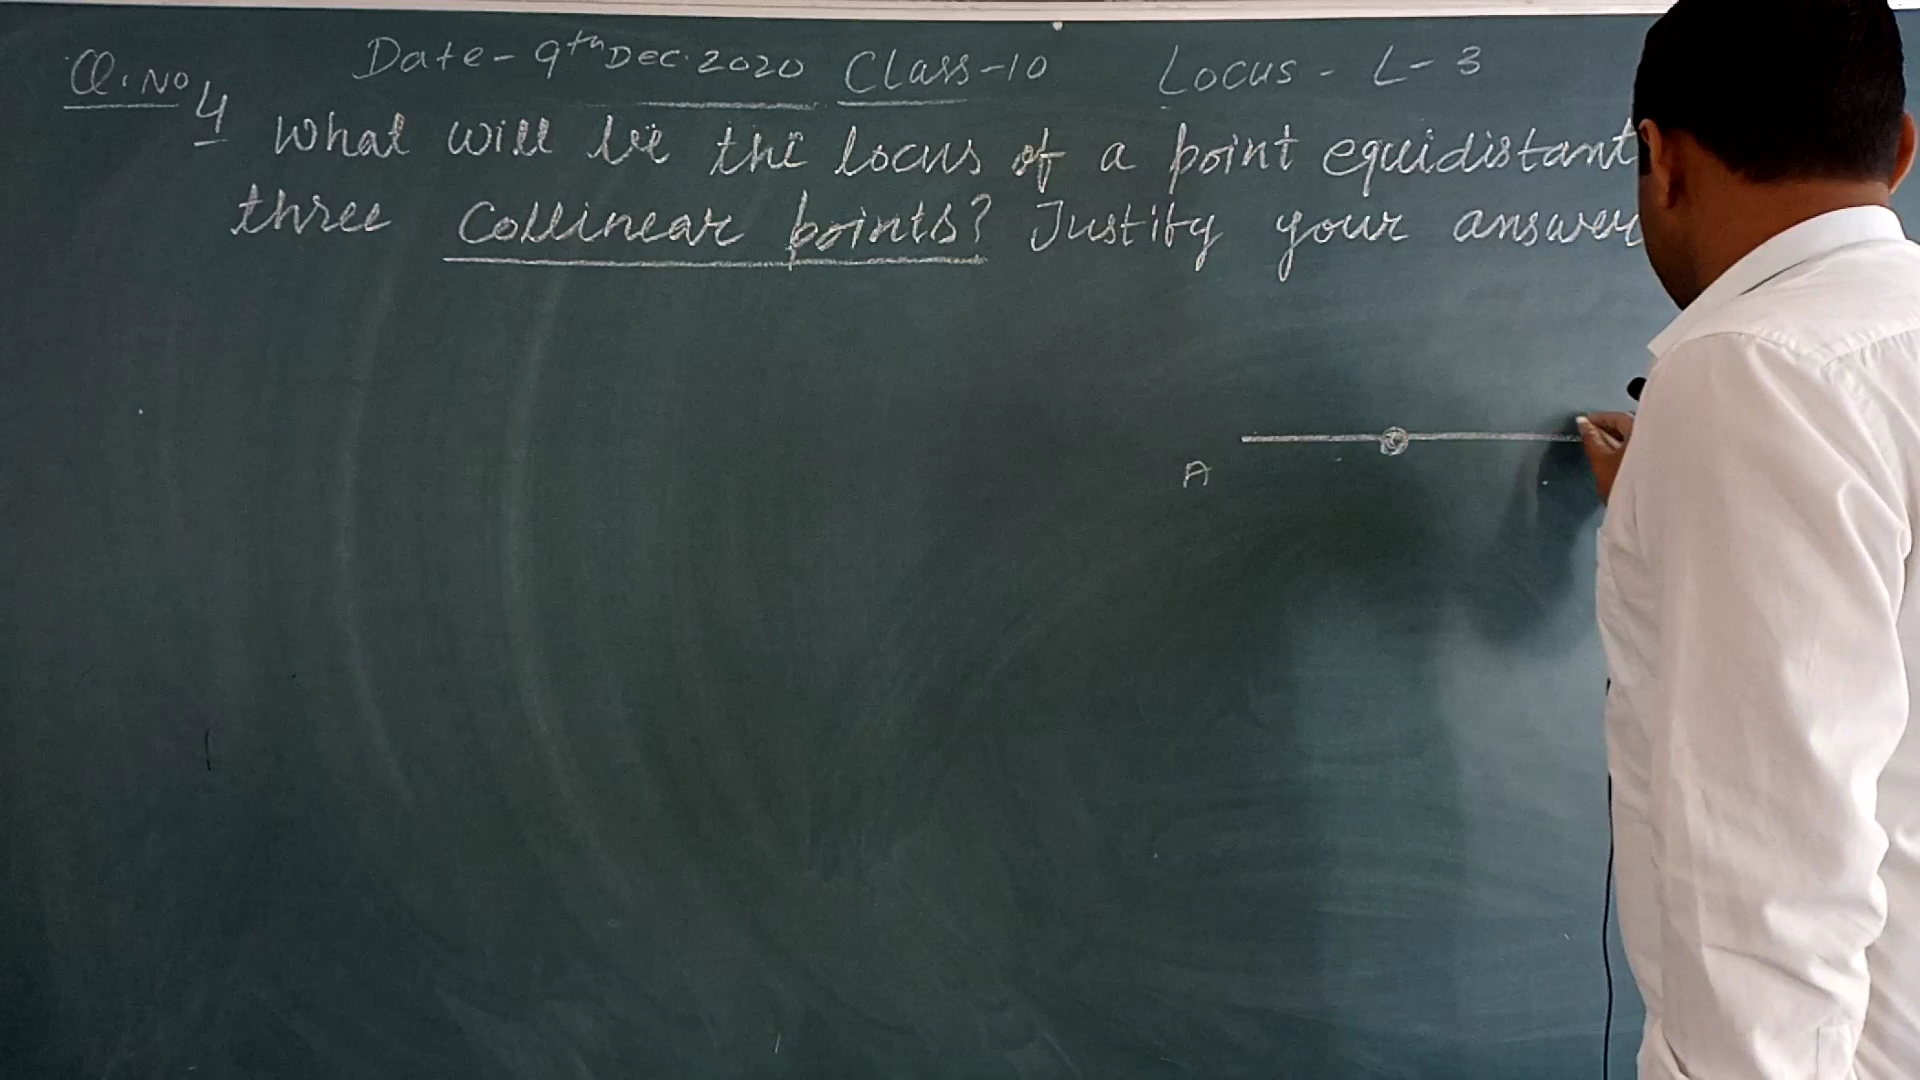 Q. No 4 Date - 9th Dec. 2020 Class-10 Locus - L-3
What will be the locus of a point equidistant
three collinear points? Justify your answer
A